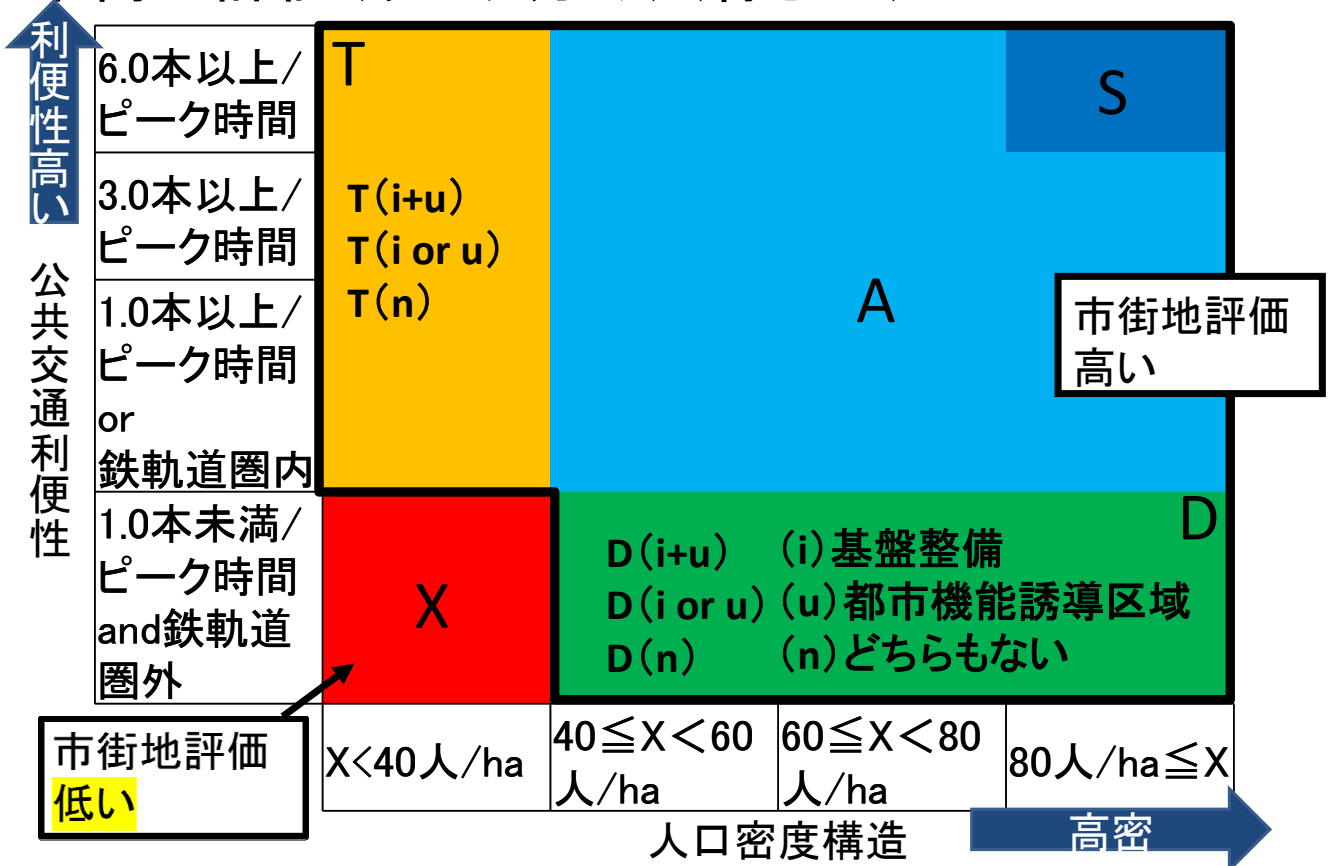 利便性高い
公共交通利便性
6.0本以上/
ピーク時間
3.0本以上/
ピーク時間
1.0本以上/
ピーク時間
or
鉄軌道圏内
1.0本未満/
ピーク時間
and鉄軌道
圏外
T
T(i+u)
T(i or u)
T(n)
S
A
市街地評価
高い
X
D
D(i+u) (i)基盤整備
D(i or u) (u)都市機能誘導区域
D(n) (n)どちらもない
市街地評価
低い
X<40人/ha
40≦X<60
人/ha
60≦X<80
人/ha
80人/ha≦X
人口密度構造
高密